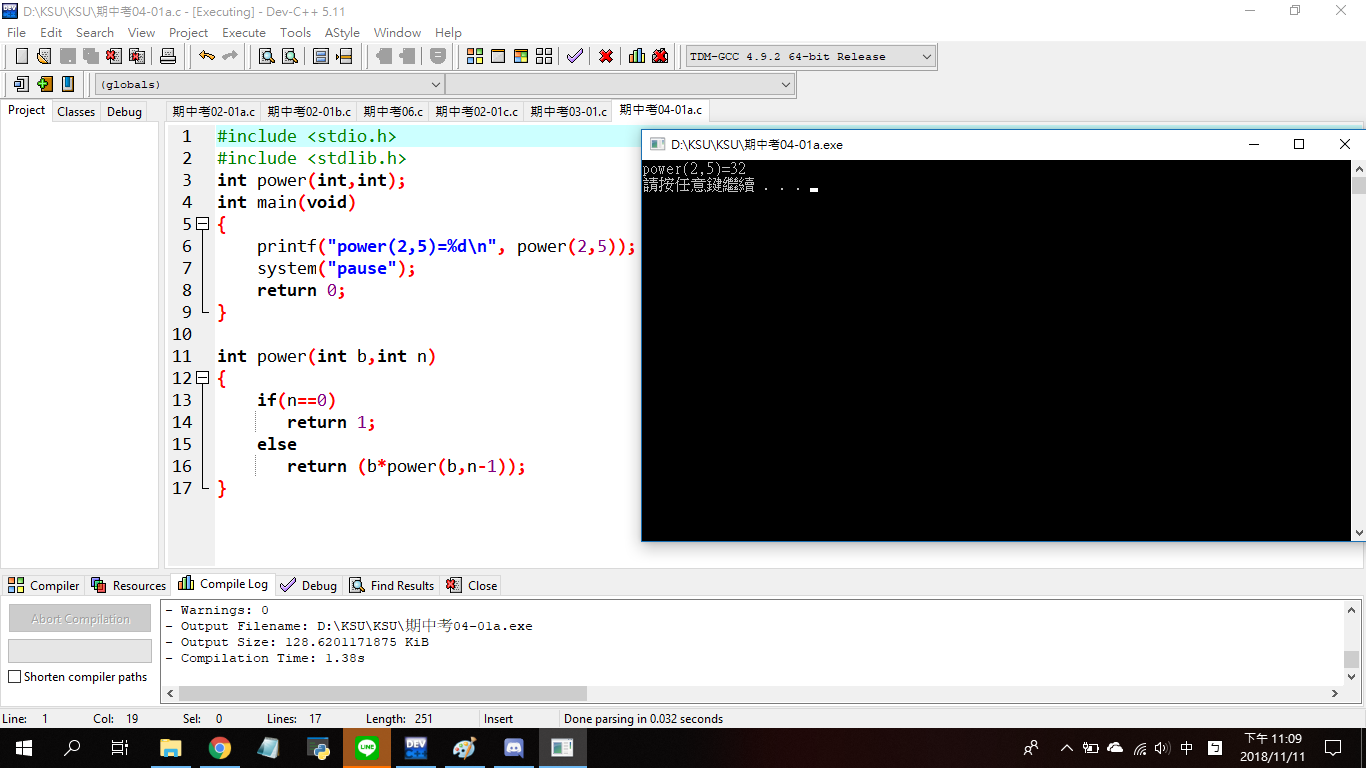 D:\KSU\KSU\期中考04-01a.c - [Executing] - Dev-C++ 5.11
File Edit Search View Project Execute Tools AStyle Window Help
TDM-GCC 4.9.2 64-bit Release
(globals)
Project Classes Debug 期中考02-01a.c 期中考02-01b.c 期中考06.c 期中考02-01c.c 期中考03-01.c 期中考04-01a.c
1 #include <stdio.h>
2 #include <stdlib.h>
3 int power(int,int);
4 int main(void)
5 {
6 printf("power(2,5)=%d\n", power(2,5));
7 system("pause");
8 return 0;
9 }
10
11 int power(int b,int n)
12 {
13 if(n==0)
14 return 1;
15 else
16 return (b*power(b,n-1));
17 }
D:\KSU\KSU\期中考04-01a.exe
power(2,5)=32
請按任意鍵繼續 . . .
Compiler Resources Compile Log Debug Find Results Close
Abort Compilation
Shorten compiler paths
- Warnings: 0
- Output Filename: D:\KSU\KSU\期中考04-01a.exe
- Output Size: 128.6201171875 KiB
- Compilation Time: 1.38s
Line: 1 Col: 19 Sel: 0 Lines: 17 Length: 251 Insert Done parsing in 0.032 seconds
LINE DEV 中 ㄅ 下午 11:09
2018/11/11